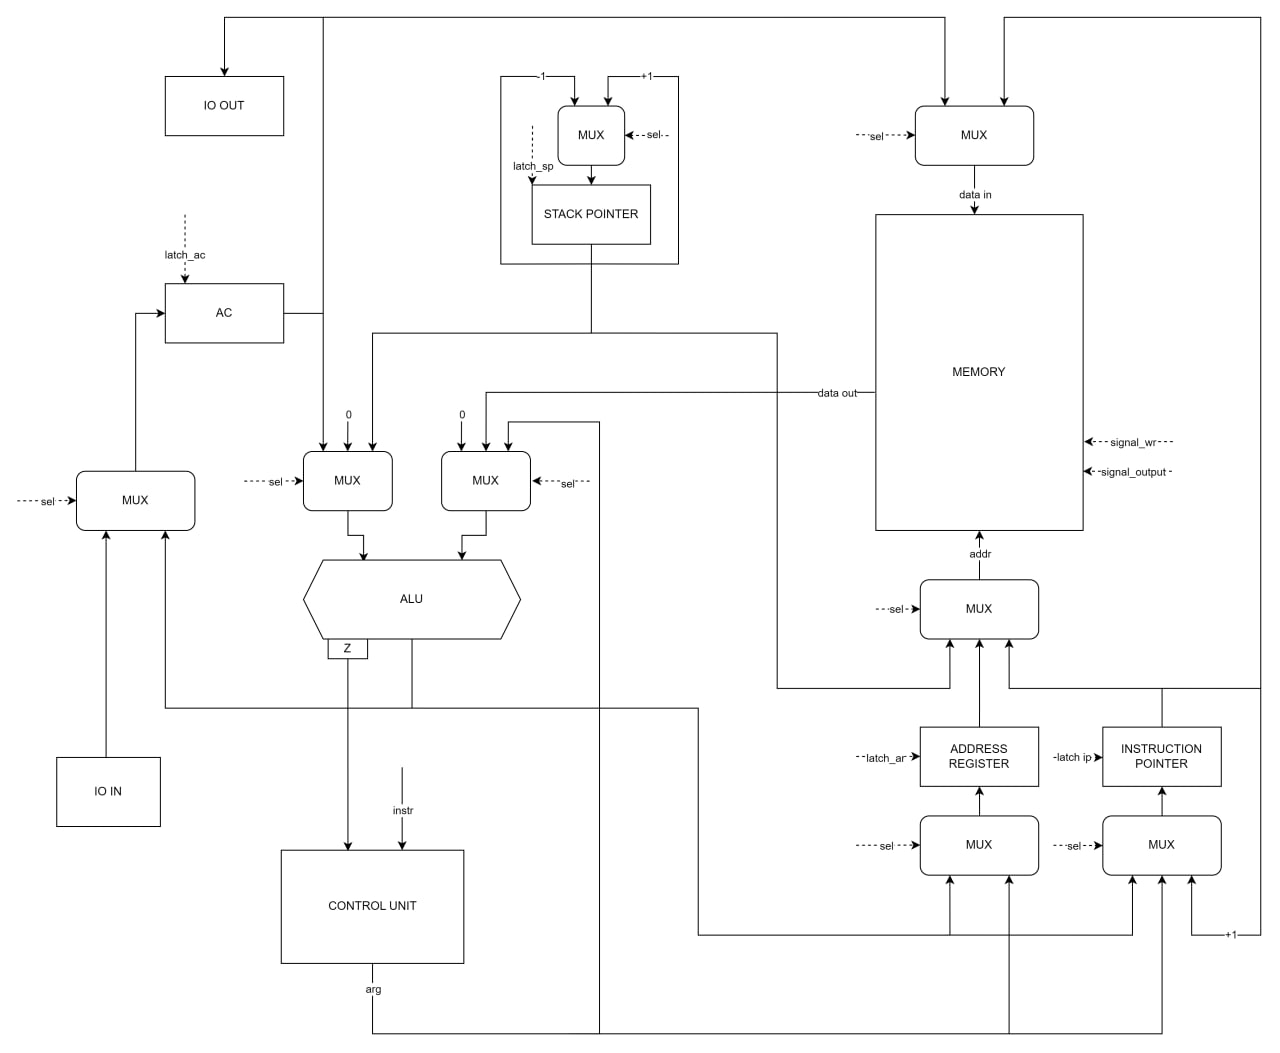 -1
+1
IO OUT
MUX
sel
MUX
sel
latch_sp
data in
STACK POINTER
latch_ac
AC
MEMORY
data out
0
0
signal_wr
signal_output
MUX
sel
MUX
sel
MUX
sel
addr
ALU
MUX
sel
Z
ADDRESS
REGISTER
latch_ar
INSTRUCTION
POINTER
latch ip
IO IN
instr
MUX
sel
MUX
sel
CONTROL UNIT
+1
arg